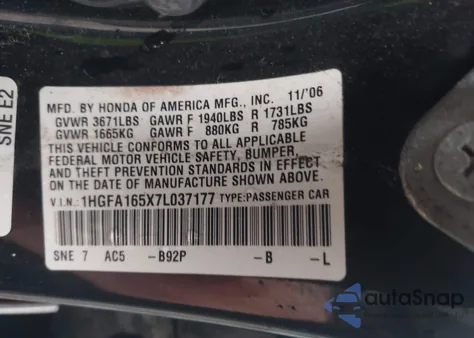 MFD. BY HONDA OF AMERICA MFG., INC. 11/'06
GVWR 3671LBS GAWR F 1940LBS R 1731LBS
GVWR 1665KG GAWR F 880KG R 785KG
THIS VEHICLE CONFORMS TO ALL APPLICABLE
FEDERAL MOTOR VEHICLE SAFETY, BUMPER,
AND THEFT PREVENTION STANDARDS IN EFFECT
ON THE DATE OF MANUFACTURE SHOWN ABOVE.
V.I.N.: 1HGFA165X7L037177 TYPE:PASSENGER CAR
SNE 7 AC5 -B92P -B -L
SNE E2
autoSnap